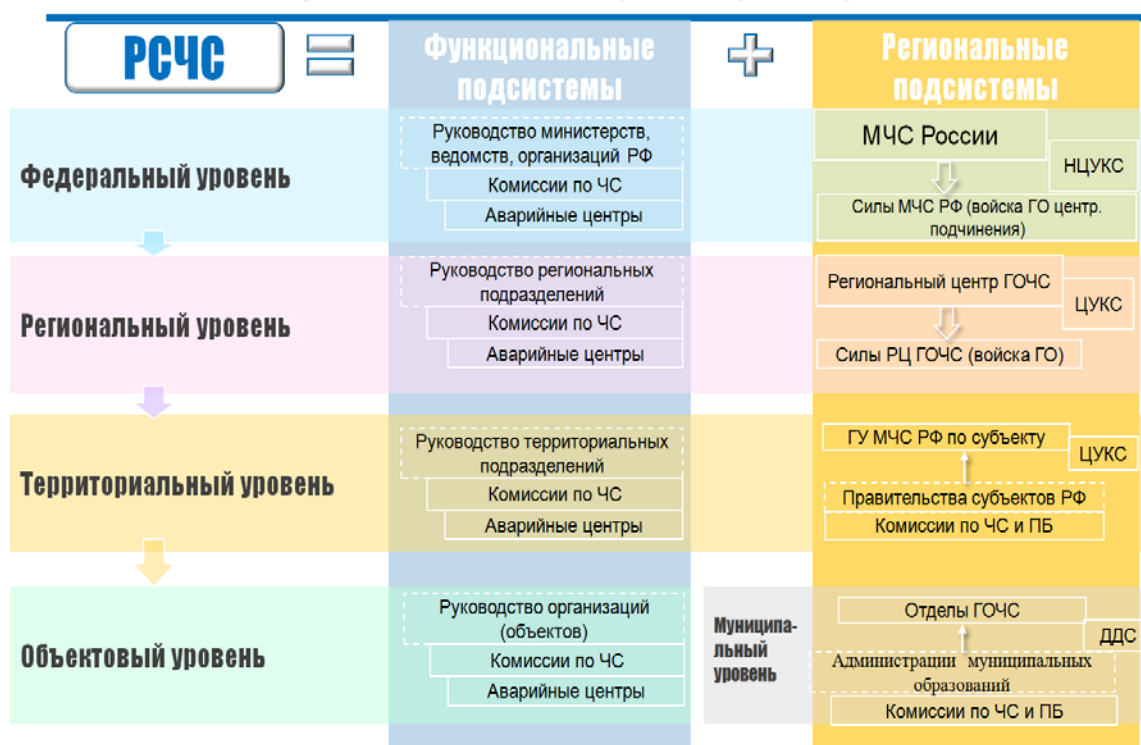 РСЧС
Функциональные
подсистемы
Региональные
подсистемы
Федеральный уровень
Руководство министерств,
ведомств, организаций РФ
Комиссии по ЧС
Аварийные центры
МЧС России
НЦУКС
Силы МЧС РФ (войска ГО центр.
подчинения)
Региональный уровень
Руководство региональных
подразделений
Комиссии по ЧС
Аварийные центры
Региональный центр ГОЧС
ЦУКС
Силы РЦ ГОЧС (войска ГО)
Территориальный уровень
Руководство территориальных
подразделений
Комиссии по ЧС
Аварийные центры
ГУ МЧС РФ по субъекту
ЦУКС
Правительства субъектов РФ
Комиссии по ЧС и ПБ
Объектовый уровень
Руководство организаций
(объектов)
Комиссии по ЧС
Аварийные центры
Муниципа-
льный
уровень
Отделы ГОЧС
ДДС
Администрации муниципальных
образований
Комиссии по ЧС и ПБ